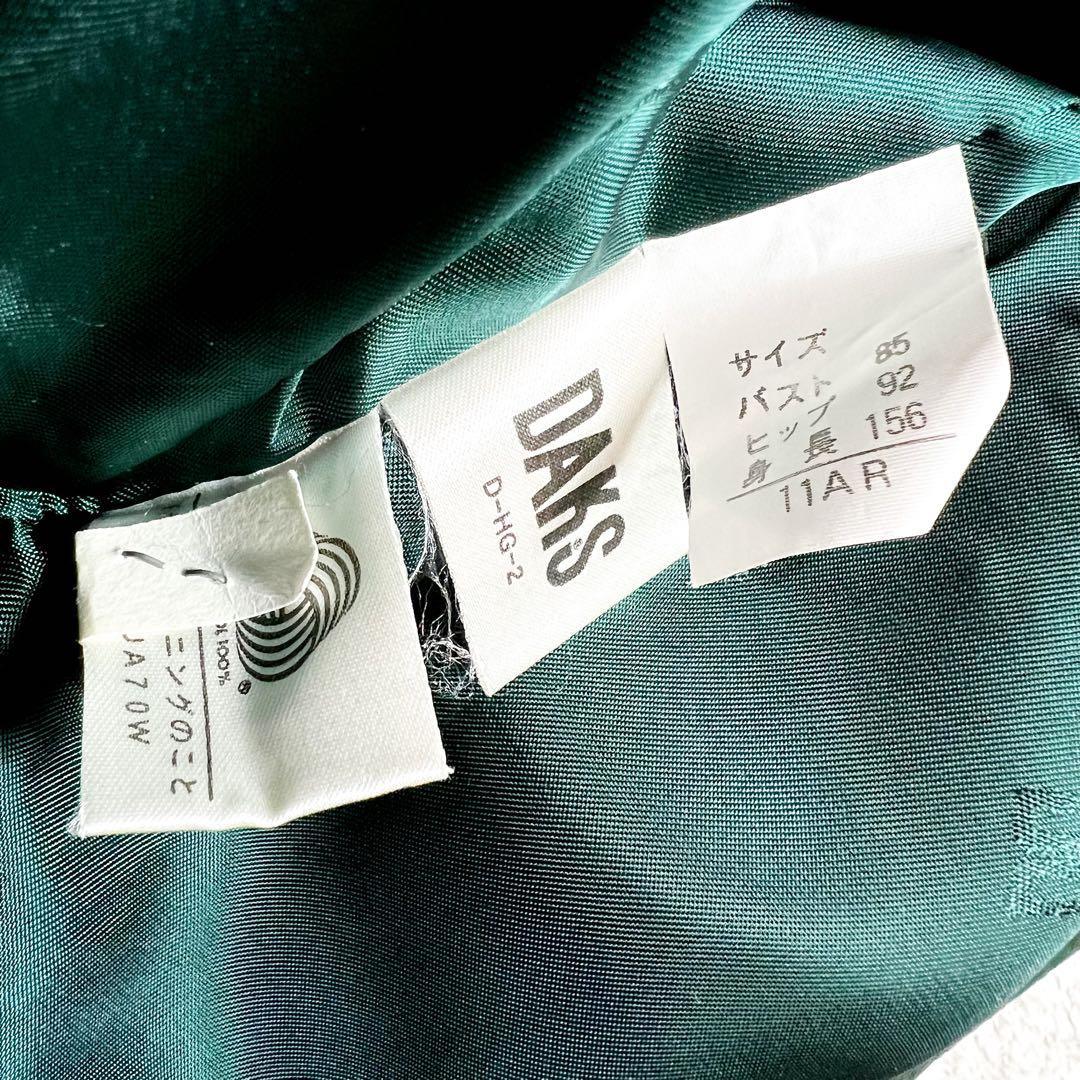 サイズ
バスト 85
ヒップ 92
身長 156
11AR
DAKS
®
D-HG-2
100%
®
ニングのこと
JA70W